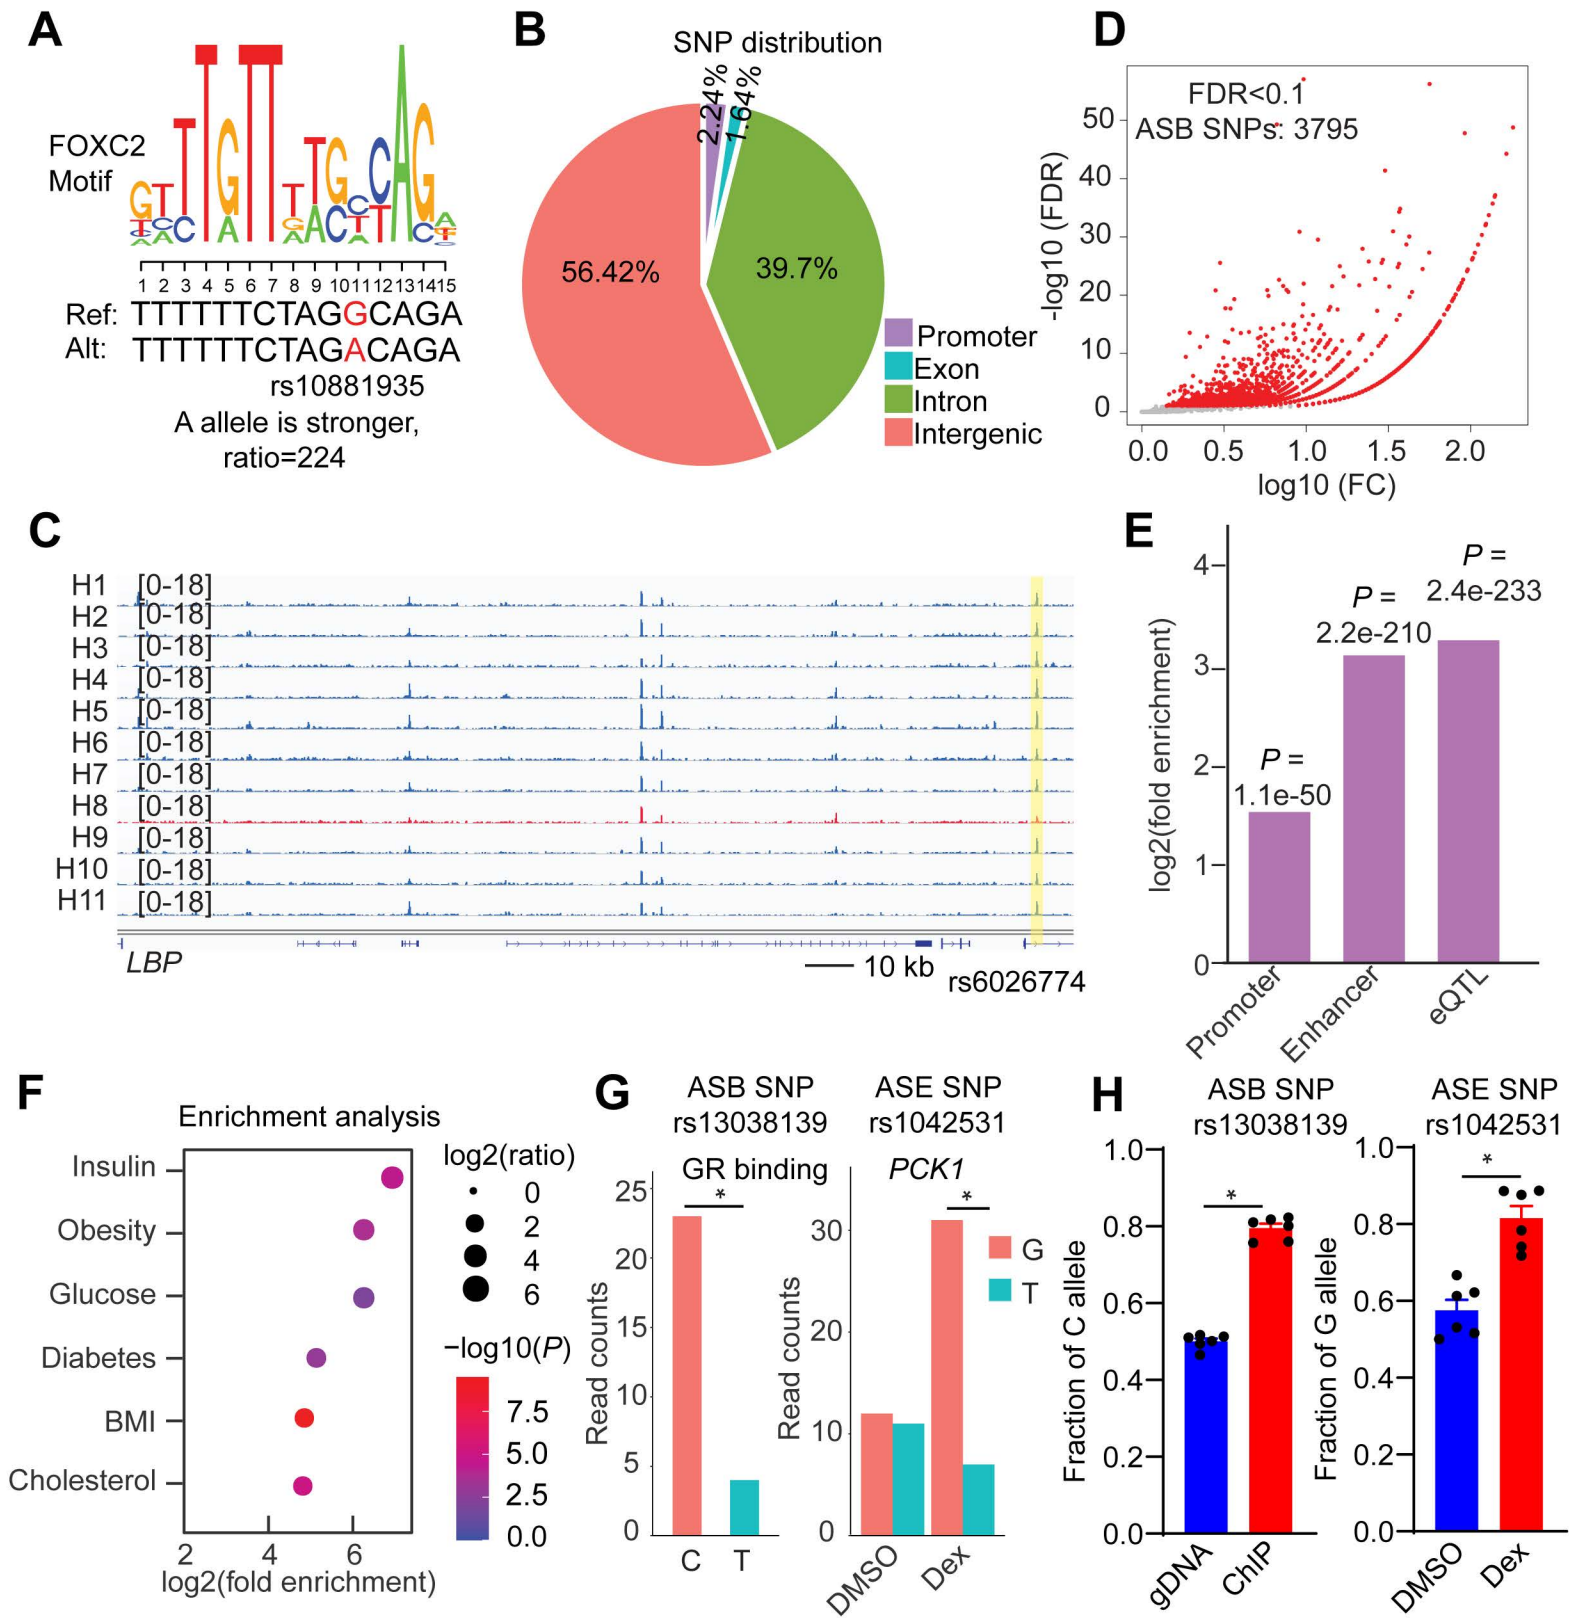 A
FOXC2
Motif
1 2 3 4 5 6 7 8 9 10 11 12 13 14 15
Ref: TTTTTTCTAGGCAGA
Alt: TTTTTTCTAGACAGA
rs10881935
A allele is stronger,
ratio=224
B
SNP distribution
2.24%
1.64%
56.42%
39.7%
Promoter
Exon
Intron
Intergenic
D
FDR<0.1
ASB SNPs: 3795
-log10 (FDR)
50
40
30
20
10
0
0.0 0.5 1.0 1.5 2.0
log10 (FC)
C
H1 [0-18]
H2 [0-18]
H3 [0-18]
H4 [0-18]
H5 [0-18]
H6 [0-18]
H7 [0-18]
H8 [0-18]
H9 [0-18]
H10 [0-18]
H11 [0-18]
LBP
10 kb
rs6026774
E
log2(fold enrichment)
4
3
2
1
0
P =
1.1e-50
P =
2.2e-210
P =
2.4e-233
Promoter
Enhancer
eQTL
F
Enrichment analysis
Insulin
Obesity
Glucose
Diabetes
BMI
Cholesterol
2 4 6
log2(fold enrichment)
log2(ratio)
0
2
4
6
−log10(P)
7.5
5.0
2.5
0.0
G
ASB SNP
rs13038139
GR binding
Read counts
25
20
15
10
5
0
*
C T
ASE SNP
rs1042531
PCK1
Read counts
30
20
10
0
*
G
T
DMSO
Dex
H
ASB SNP
rs13038139
Fraction of C allele
1.0
0.8
0.6
0.4
0.2
0.0
*
gDNA
ChIP
ASE SNP
rs1042531
Fraction of G allele
1.0
0.8
0.6
0.4
0.2
0.0
*
DMSO
Dex